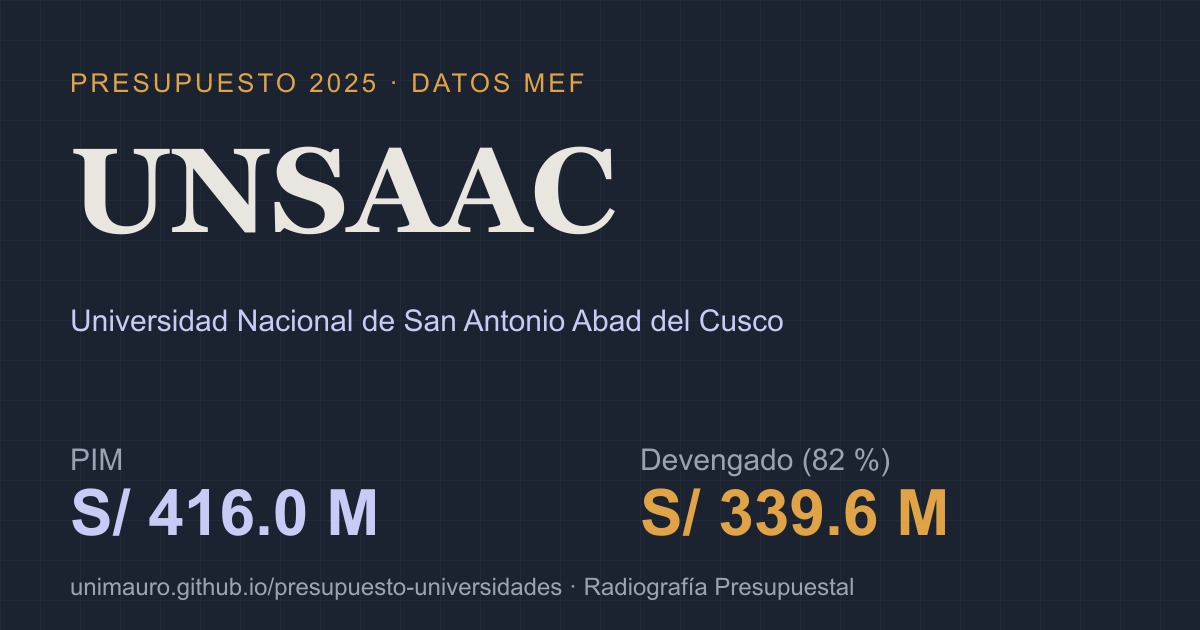 PRESUPUESTO 2025 · DATOS MEF
UNSAAC
Universidad Nacional de San Antonio Abad del Cusco
PIM
S/ 416.0 M
Devengado (82 %)
S/ 339.6 M
unimauro.github.io/presupuesto-universidades · Radiografía Presupuestal